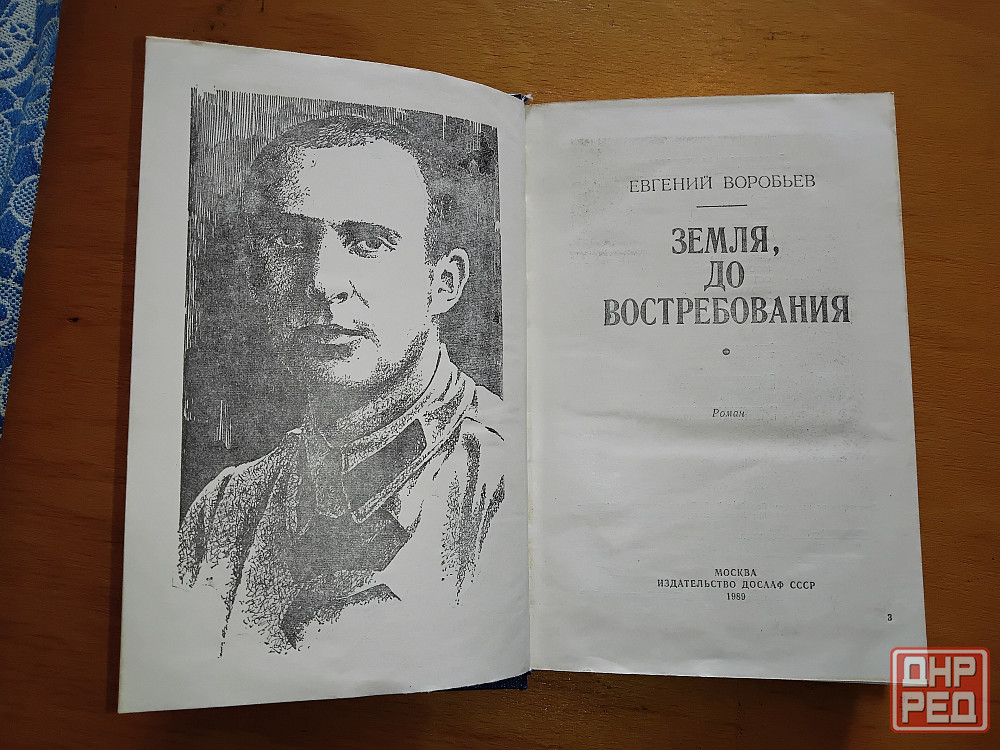 ЕВГЕНИЙ ВОРОБЬЕВ
ЗЕМЛЯ,
ДО
ВОСТРЕБОВАНИЯ
Роман
МОСКВА
ИЗДАТЕЛЬСТВО ДОСААФ СССР
1989
3
ДНР
РЕД